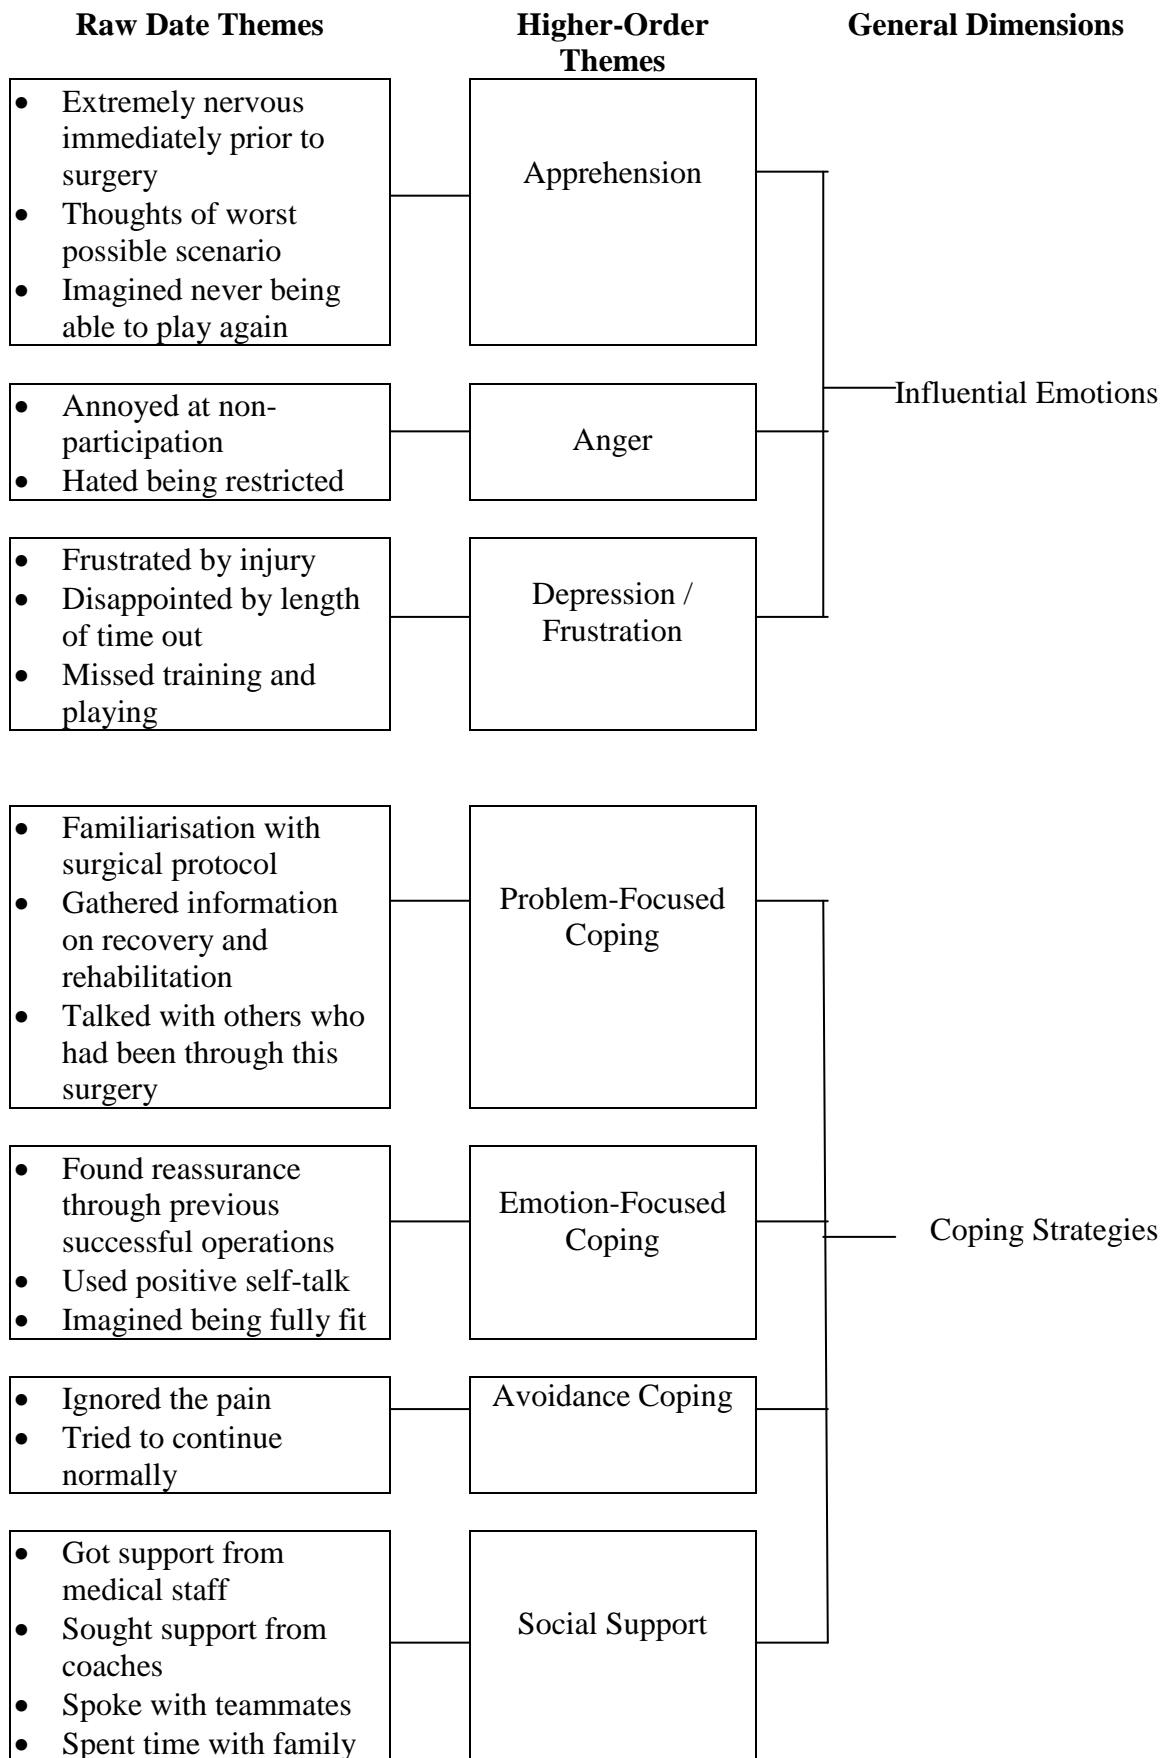 Raw Date Themes
Higher-Order
Themes
General Dimensions
• Extremely nervous
immediately prior to
surgery
• Thoughts of worst
possible scenario
• Imagined never being
able to play again
Apprehension
• Annoyed at non-
participation
• Hated being restricted
Anger
Influential Emotions
• Frustrated by injury
• Disappointed by length
of time out
• Missed training and
playing
Depression /
Frustration
• Familiarisation with
surgical protocol
• Gathered information
on recovery and
rehabilitation
• Talked with others who
had been through this
surgery
Problem-Focused
Coping
• Found reassurance
through previous
successful operations
• Used positive self-talk
• Imagined being fully fit
Emotion-Focused
Coping
Coping Strategies
• Ignored the pain
• Tried to continue
normally
Avoidance Coping
• Got support from
medical staff
• Sought support from
coaches
• Spoke with teammates
• Spent time with family
Social Support